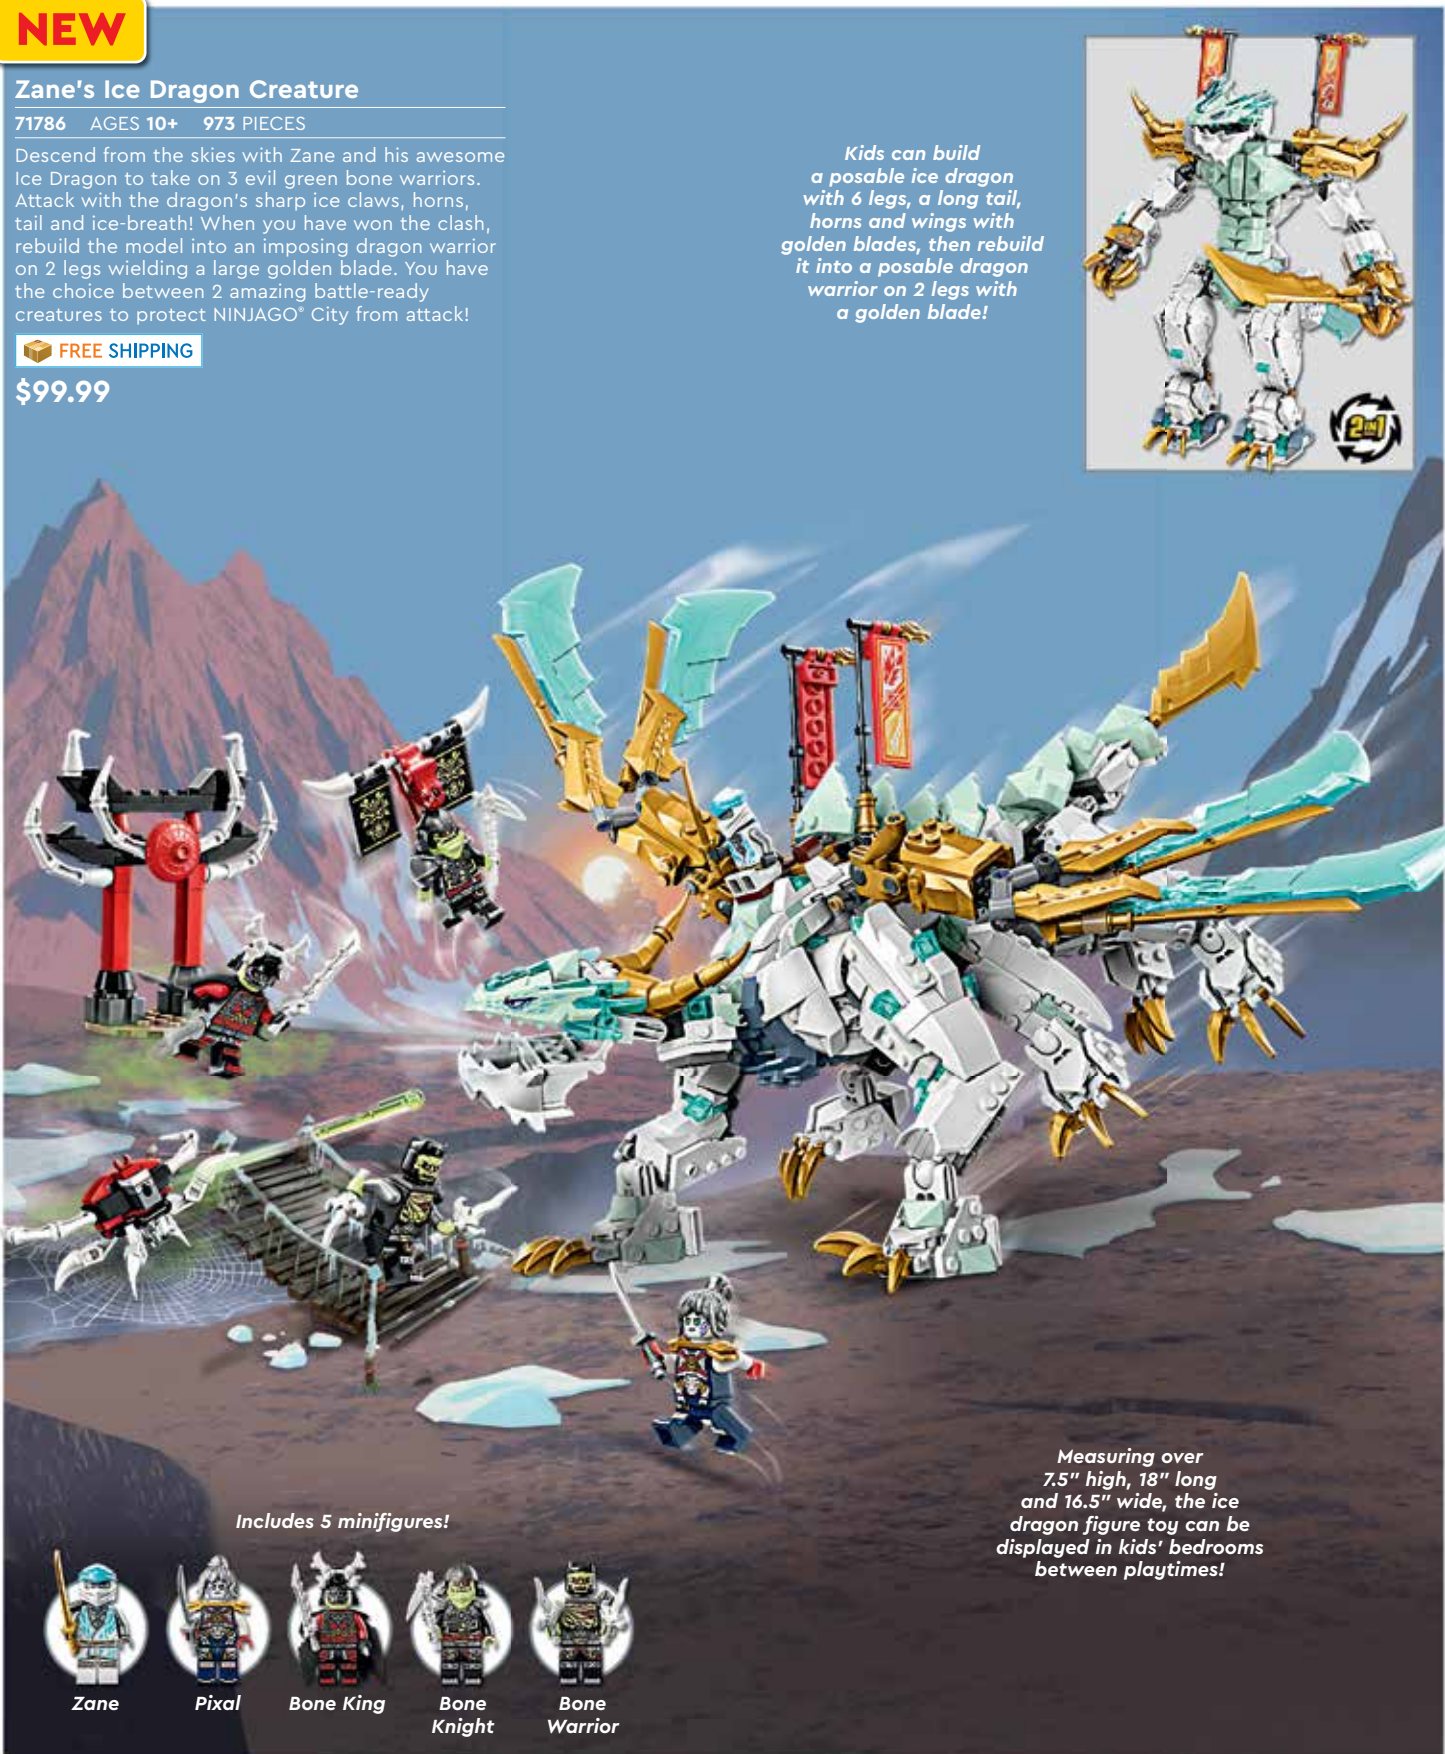 NEW
Zane's Ice Dragon Creature
71786 AGES 10+ 973 PIECES
Descend from the skies with Zane and his awesome
Ice Dragon to take on 3 evil green bone warriors.
Attack with the dragon's sharp ice claws, horns,
tail and ice-breath! When you have won the clash,
rebuild the model into an imposing dragon warrior
on 2 legs wielding a large golden blade. You have
the choice between 2 amazing battle-ready
creatures to protect NINJAGO® City from attack!
FREE SHIPPING
$99.99
Kids can build
a posable ice dragon
with 6 legs, a long tail,
horns and wings with
golden blades, then rebuild
it into a posable dragon
warrior on 2 legs with
a golden blade!
2IN1
Measuring over
7.5" high, 18" long
and 16.5" wide, the ice
dragon figure toy can be
displayed in kids' bedrooms
between playtimes!
Includes 5 minifigures!
Zane
Pixal
Bone King
Bone
Knight
Bone
Warrior